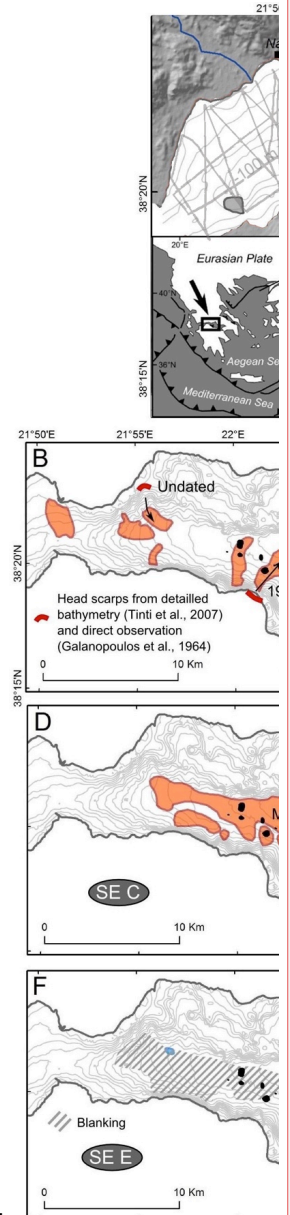 21°5
Na
-100 m
38°20'N
20°E
Eurasian Plate
40°N
38°15'N
36°N
Aegean Se
Mediterranean Sea
21°50'E
21°55'E
22°E
B
Undated
38°20'N
19
Head scarps from detailled
bathymetry (Tinti et al., 2007)
and direct observation
(Galanopoulos et al., 1964)
0
10 Km
38°15'N
D
M
SE C
0
10 Km
F
Blanking
SE E
0
10 Km